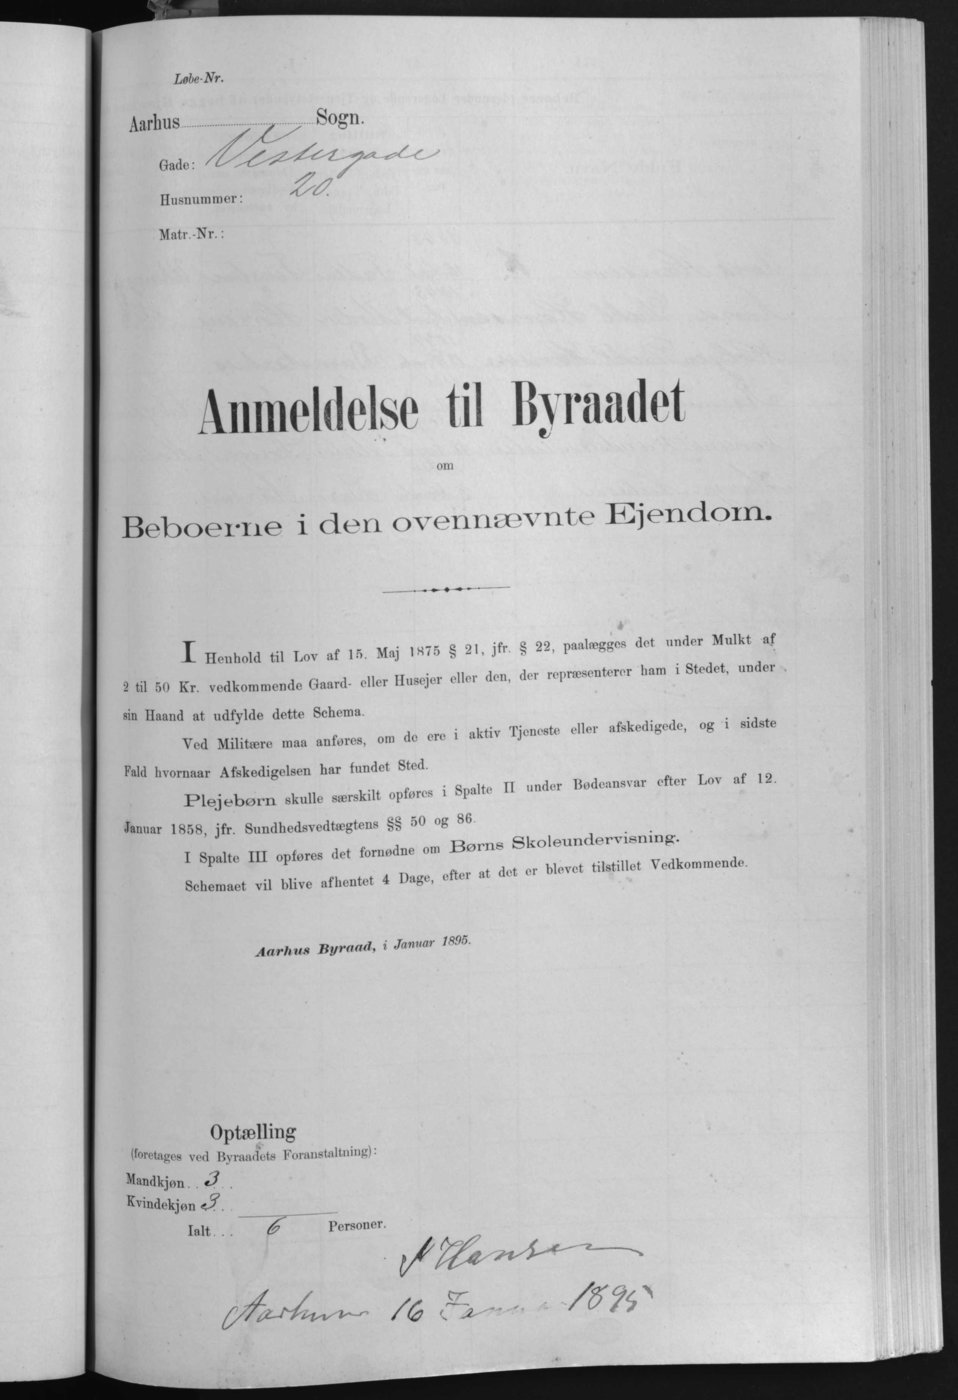 Løbe-Nr.
Aarhus Sogn.
Gade: Vestergade
Husnummer: 20.
Matr.-Nr.:
Anmeldelse til Byraadet
om
Beboerne i den ovennævnte Ejendom.
I Henhold til Lov af 15. Maj 1875 § 21, jfr. § 22, paalægges det under Mulkt af
2 til 50 Kr. vedkommende Gaard- eller Husejer eller den, der repræsenterer ham i Stedet, under
sin Haand at udfylde dette Schema.
Ved Militære maa anføres, om de ere i aktiv Tjeneste eller afskedigede, og i sidste
Fald hvornaar Afskedigelsen har fundet Sted.
Plejebørn skulle særskilt opføres i Spalte II under Bødeansvar efter Lov af 12.
Januar 1858, jfr. Sundhedsvedtægtens §§ 50 og 86.
I Spalte III opføres det fornødne om Børns Skoleundervisning.
Schemaet vil blive afhentet 4 Dage, efter at det er blevet tilstillet Vedkommende.
Aarhus Byraad, i Januar 1895.
Optælling
(foretages ved Byraadets Foranstaltning):
Mandkjøn . . 3 . .
Kvindekjøn 3 . .
Ialt . . . 6 Personer.
Hansen
Aarhuus 16 Januar 1895